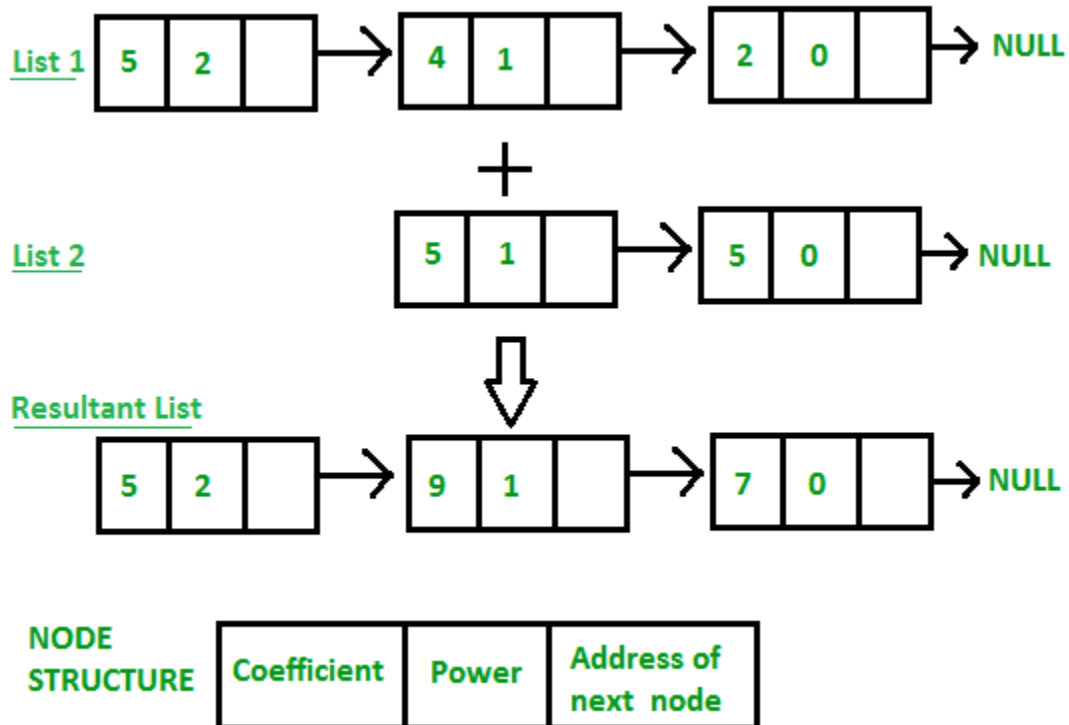 List 1 5 2 4 1 2 0 NULL
+
List 2 5 1 5 0 NULL
Resultant List
5 2 9 1 7 0 NULL
NODE STRUCTURE
Coefficient
Power
Address of
next node